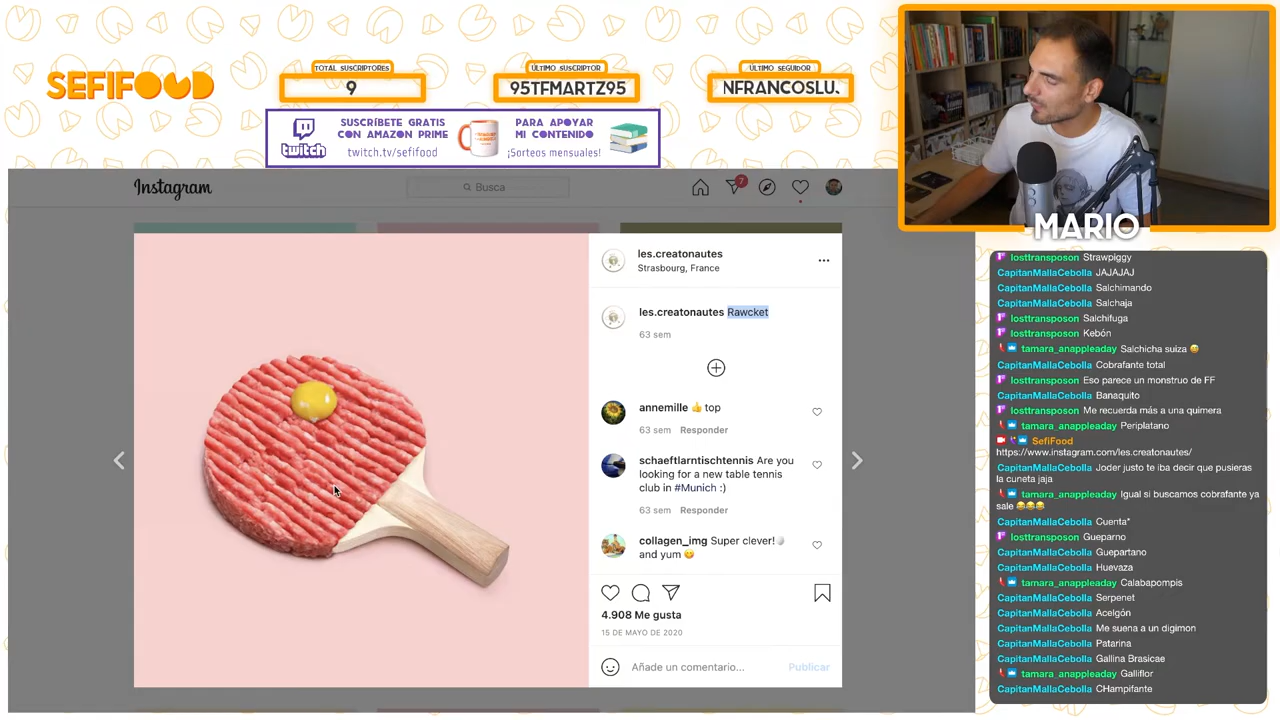 SEFIFOOD
TOTAL SUSCRIPTORES
9
ÚLTIMO SUSCRIPTOR
95TFMARTZ95
ÚLTIMO SEGUIDOR
NFRANCOSLU
SUSCRÍBETE GRATIS
CON AMAZON PRIME
twitch
twitch.tv/sefifood
PARA APOYAR
MI CONTENIDO
¡Sorteos mensuales!
MARIO
Instagram
Busca
7
les.creatonautes
Strasbourg, France
les.creatonautes Rawcket
63 sem
annemille 👍 top
63 sem Responder
schaeftlarntischtennis Are you
looking for a new table tennis
club in #Munich :)
63 sem Responder
collagen_img Super clever!🥚
and yum 😋
4.908 Me gusta
15 DE MAYO DE 2020
Añade un comentario...
Publicar
losttransposon Strawpiggy
CapitanMallaCebolla JAJAJAJ
CapitanMallaCebolla Salchimando
CapitanMallaCebolla Salchaja
losttransposon Salchifuga
losttransposon Kebón
tamara_anappleaday Salchicha suiza 😅
CapitanMallaCebolla Cobrafante total
losttransposon Eso parece un monstruo de FF
CapitanMallaCebolla Banaquito
losttransposon Me recuerda más a una quimera
tamara_anappleaday Periplatano
SefiFood
https://www.instagram.com/les.creatonautes/
CapitanMallaCebolla Joder justo te iba decir que pusieras
la cuneta jaja
tamara_anappleaday Igual si buscamos cobrafante ya
sale 😂😂😂
CapitanMallaCebolla Cuenta*
losttransposon Gueparno
CapitanMallaCebolla Guepartano
CapitanMallaCebolla Huevaza
tamara_anappleaday Calabapompis
CapitanMallaCebolla Serpenet
CapitanMallaCebolla Acelgón
CapitanMallaCebolla Me suena a un digimon
CapitanMallaCebolla Patarina
CapitanMallaCebolla Gallina Brasicae
tamara_anappleaday Galliflor
CapitanMallaCebolla CHampifante